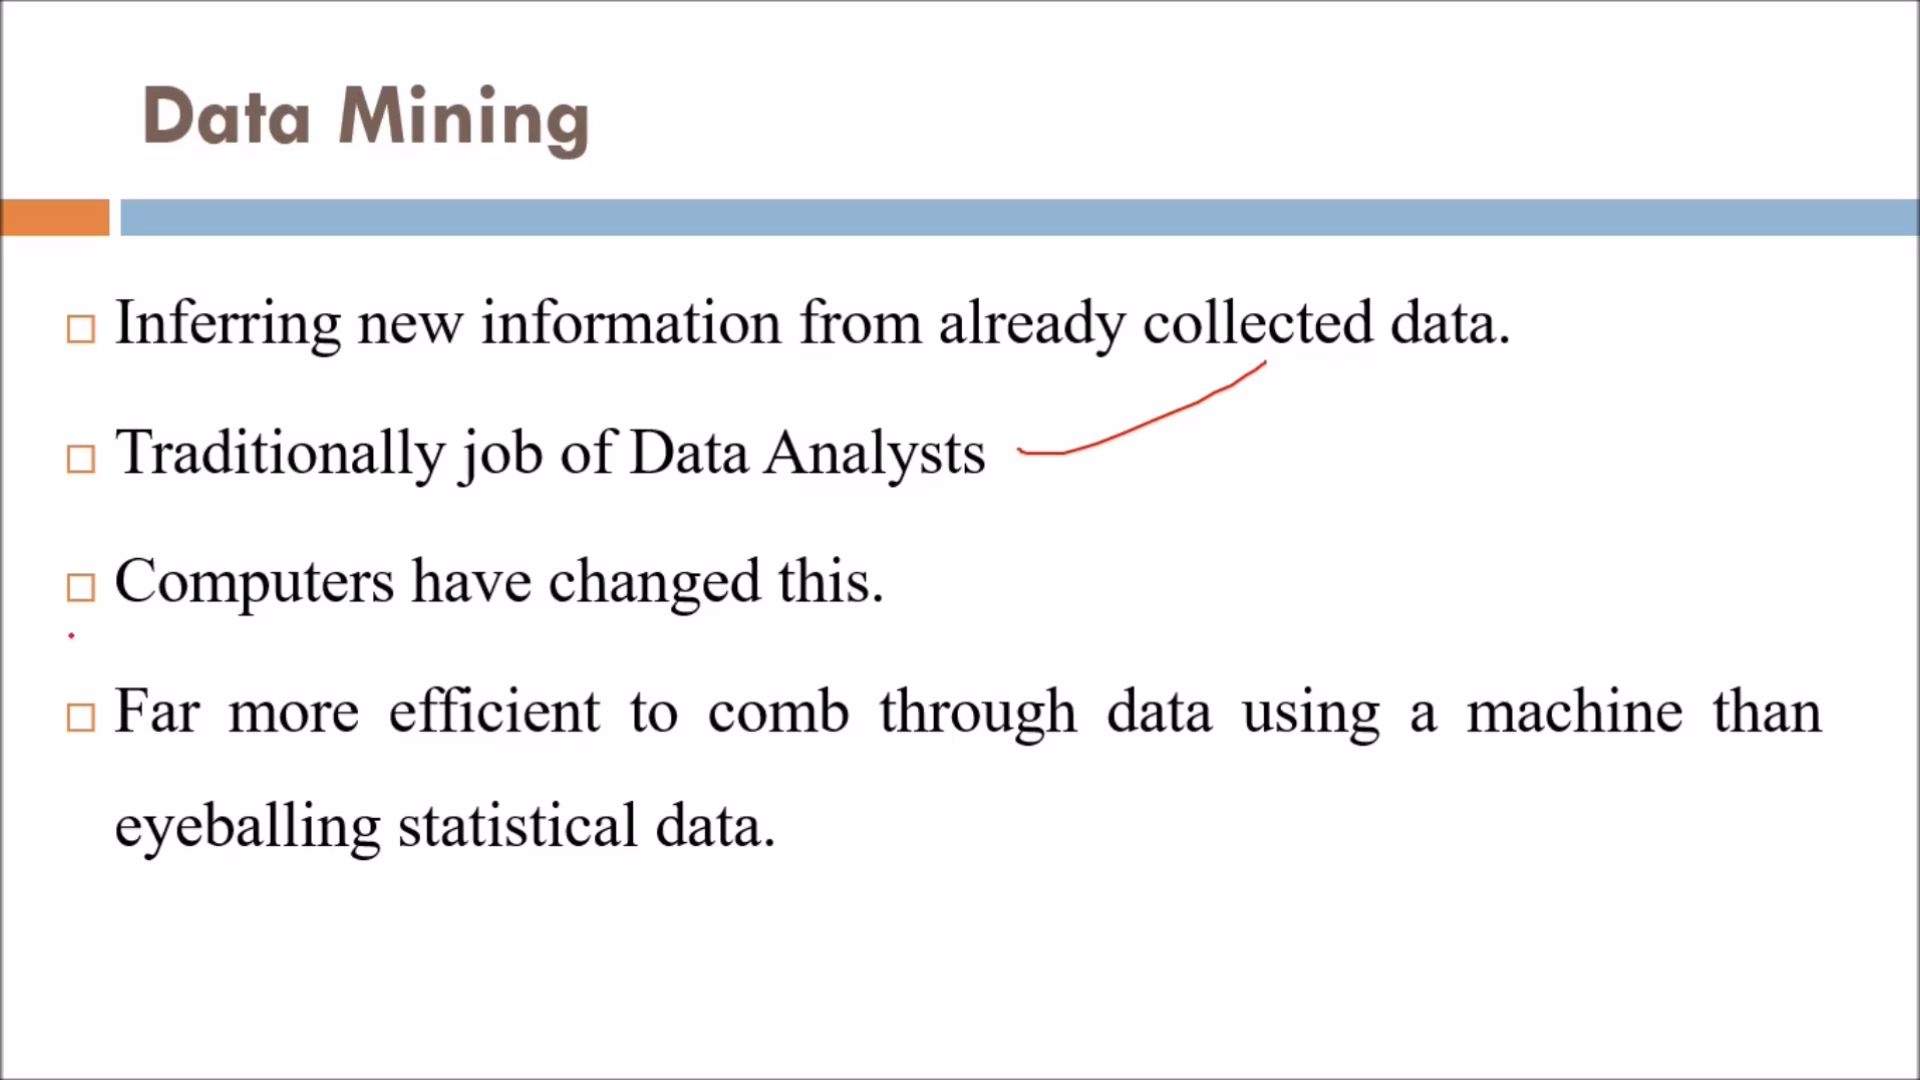 Data Mining
Inferring new information from already collected data.
Traditionally job of Data Analysts
Computers have changed this.
Far more efficient to comb through data using a machine than
eyeballing statistical data.